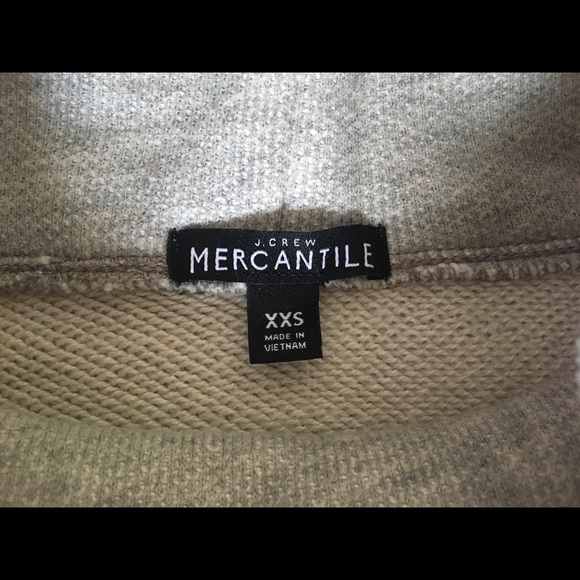 J.CREW
MERCANTILE
XXS
MADE IN
VIETNAM